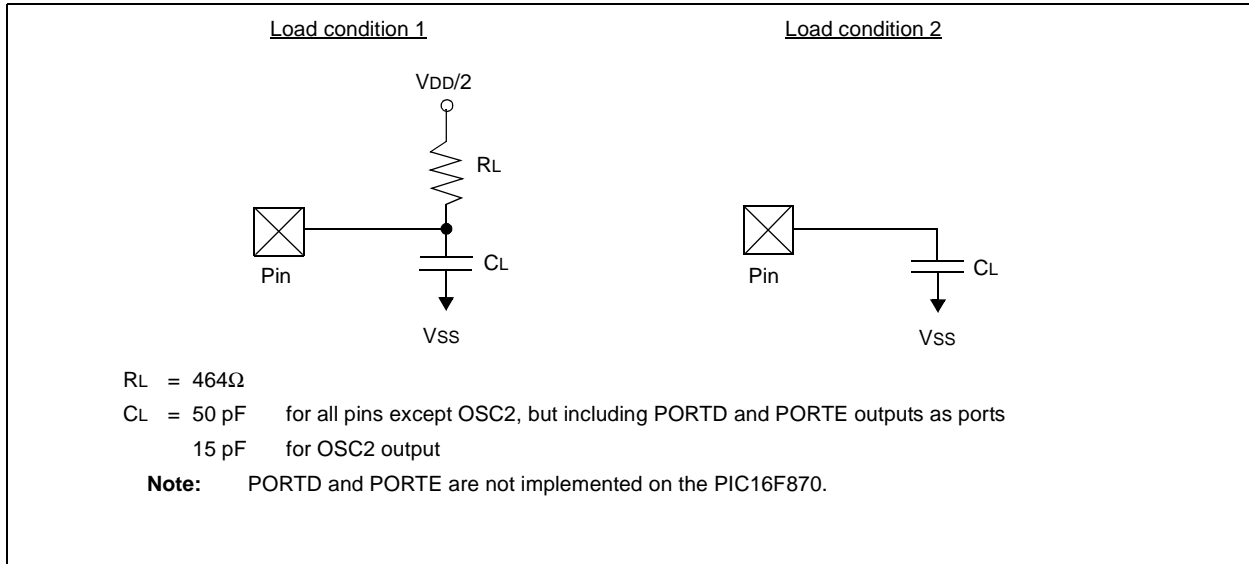 Load condition 1
Load condition 2
VDD/2
RL
Pin
CL
VSS
Pin
CL
VSS
RL = 464Ω
CL = 50 pF for all pins except OSC2, but including PORTD and PORTE outputs as ports
15 pF for OSC2 output
Note: PORTD and PORTE are not implemented on the PIC16F870.